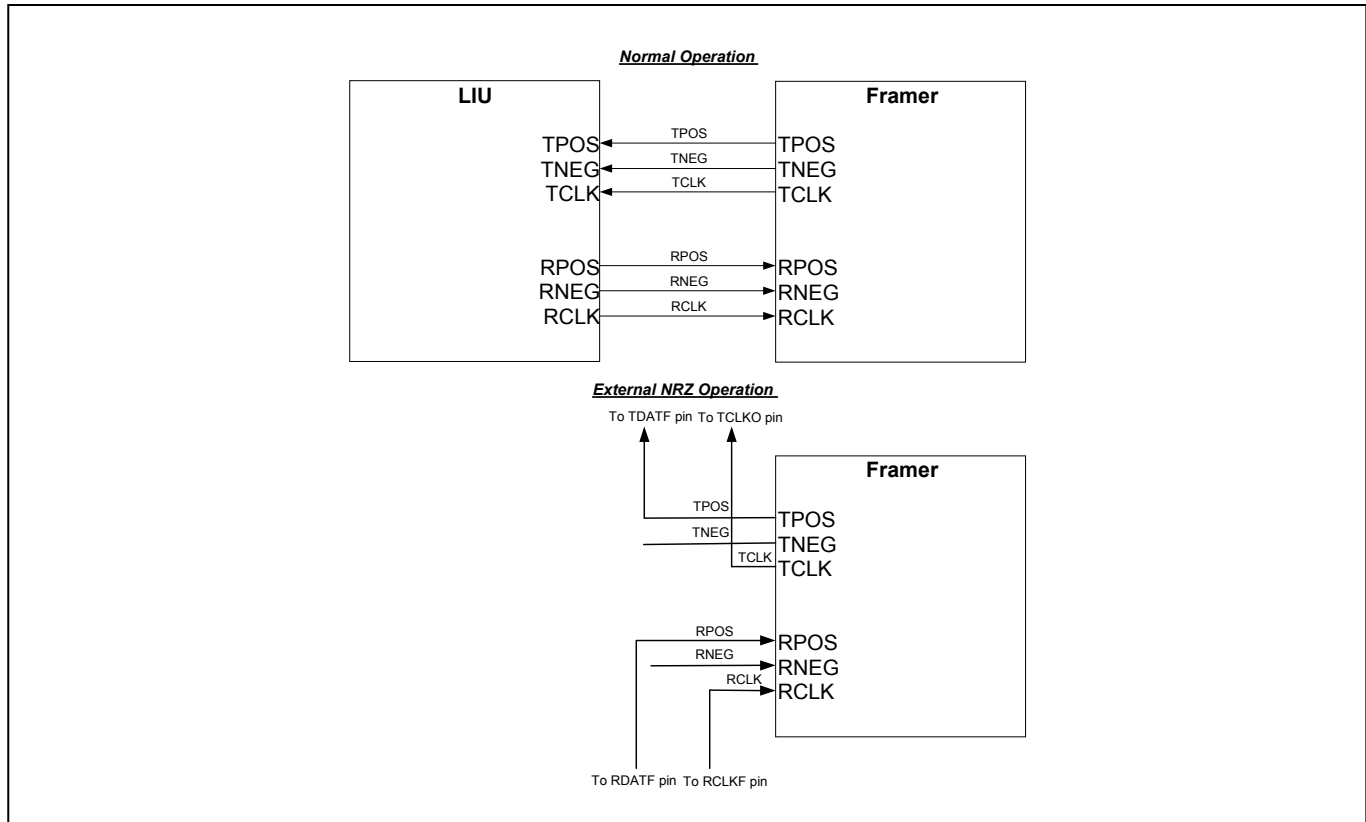 Normal Operation
LIU
Framer
TPOS
TPOS
TPOS
TNEG
TNEG
TNEG
TCLK
TCLK
TCLK
RPOS
RPOS
RPOS
RNEG
RNEG
RNEG
RCLK
RCLK
RCLK
External NRZ Operation
To TDATF pin
To TCLKO pin
Framer
TPOS
TPOS
TNEG
TNEG
TCLK
TCLK
RPOS
RPOS
RNEG
RNEG
RCLK
RCLK
To RDATF pin
To RCLKF pin